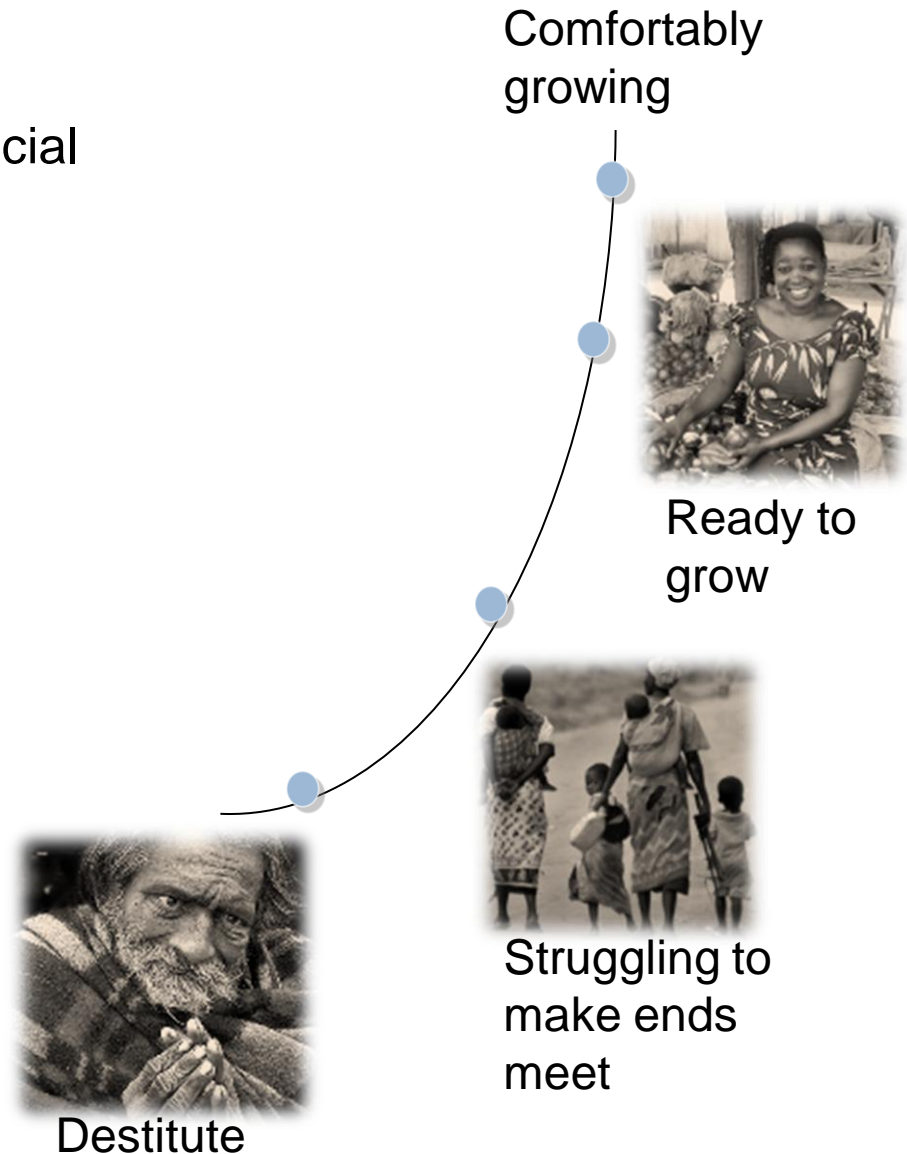 Comfortably
growing
cial
Ready to
grow
Struggling to
make ends
meet
Destitute